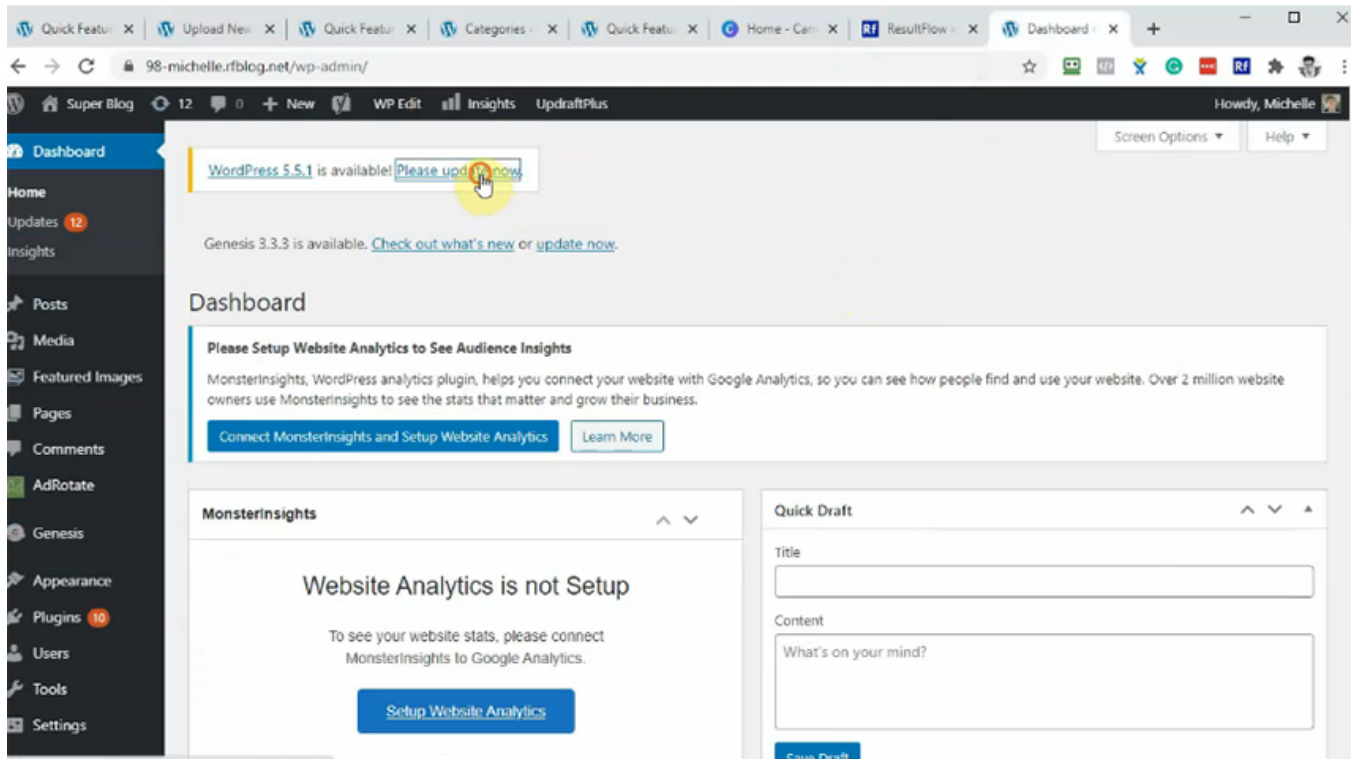 Quick Featu
Upload New
Quick Featur
Categories
Quick Featu
Home - Can
ResultFlow
Dashboard
98-michelle.rfblog.net/wp-admin/
Super Blog 12 0 + New WP Edit Insights UpdraftPlus Howdy, Michelle
Screen Options Help
Dashboard
Home
Updates 12
Insights
Posts
Media
Featured Images
Pages
Comments
AdRotate
Genesis
Appearance
Plugins 10
Users
Tools
Settings
WordPress 5.5.1 is available! Please update now.
Genesis 3.3.3 is available. Check out what's new or update now.
Dashboard
Please Setup Website Analytics to See Audience Insights
MonsterInsights, WordPress analytics plugin, helps you connect your website with Google Analytics, so you can see how people find and use your website. Over 2 million website
owners use MonsterInsights to see the stats that matter and grow their business.
Connect MonsterInsights and Setup Website Analytics Learn More
MonsterInsights
Website Analytics is not Setup
To see your website stats, please connect
MonsterInsights to Google Analytics.
Setup Website Analytics
Quick Draft
Title
Content
What's on your mind?
Save Draft